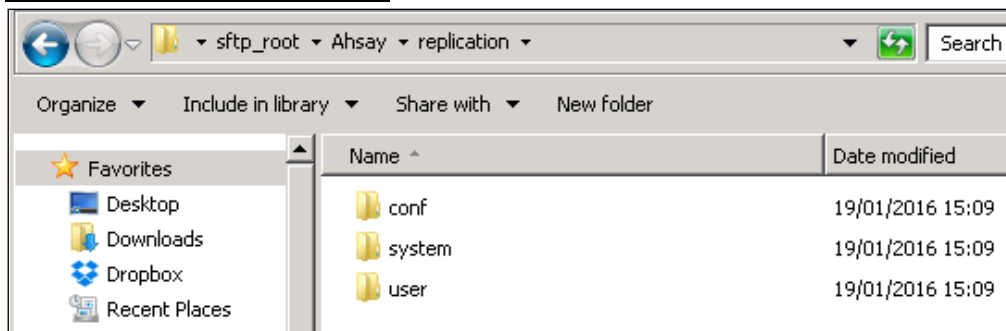 sftp_root Ahsay replication Search
Organize Include in library Share with New folder
Favorites
Desktop
Downloads
Dropbox
Recent Places
Name Date modified
conf 19/01/2016 15:09
system 19/01/2016 15:09
user 19/01/2016 15:09